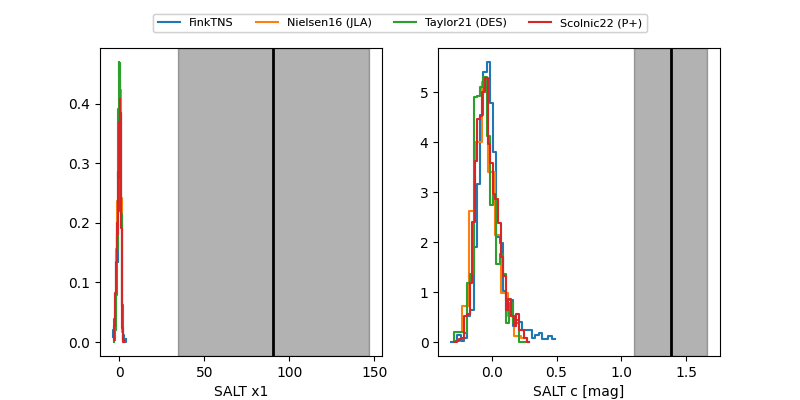 FinkTNS Nielsen16 (JLA) Taylor21 (DES) Scolnic22 (P+)
0.4
0.3
0.2
0.1
0.0
0 50 100 150
SALT x1
5
4
3
2
1
0
0.0 0.5 1.0 1.5
SALT c [mag]